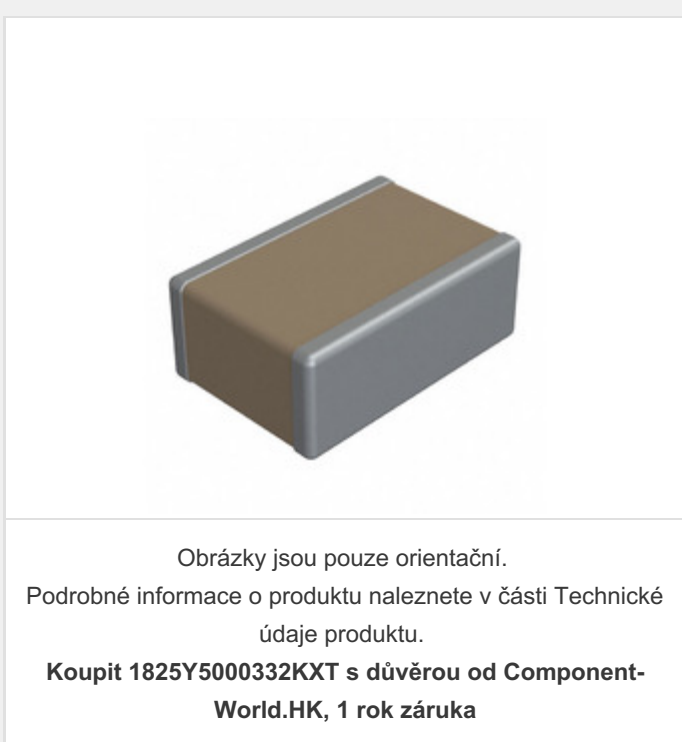 Obrázky jsou pouze orientační.
Podrobné informace o produktu naleznete v části Technické
údaje produktu.
Koupit 1825Y5000332KXT s důvěrou od Component-
World.HK, 1 rok záruka